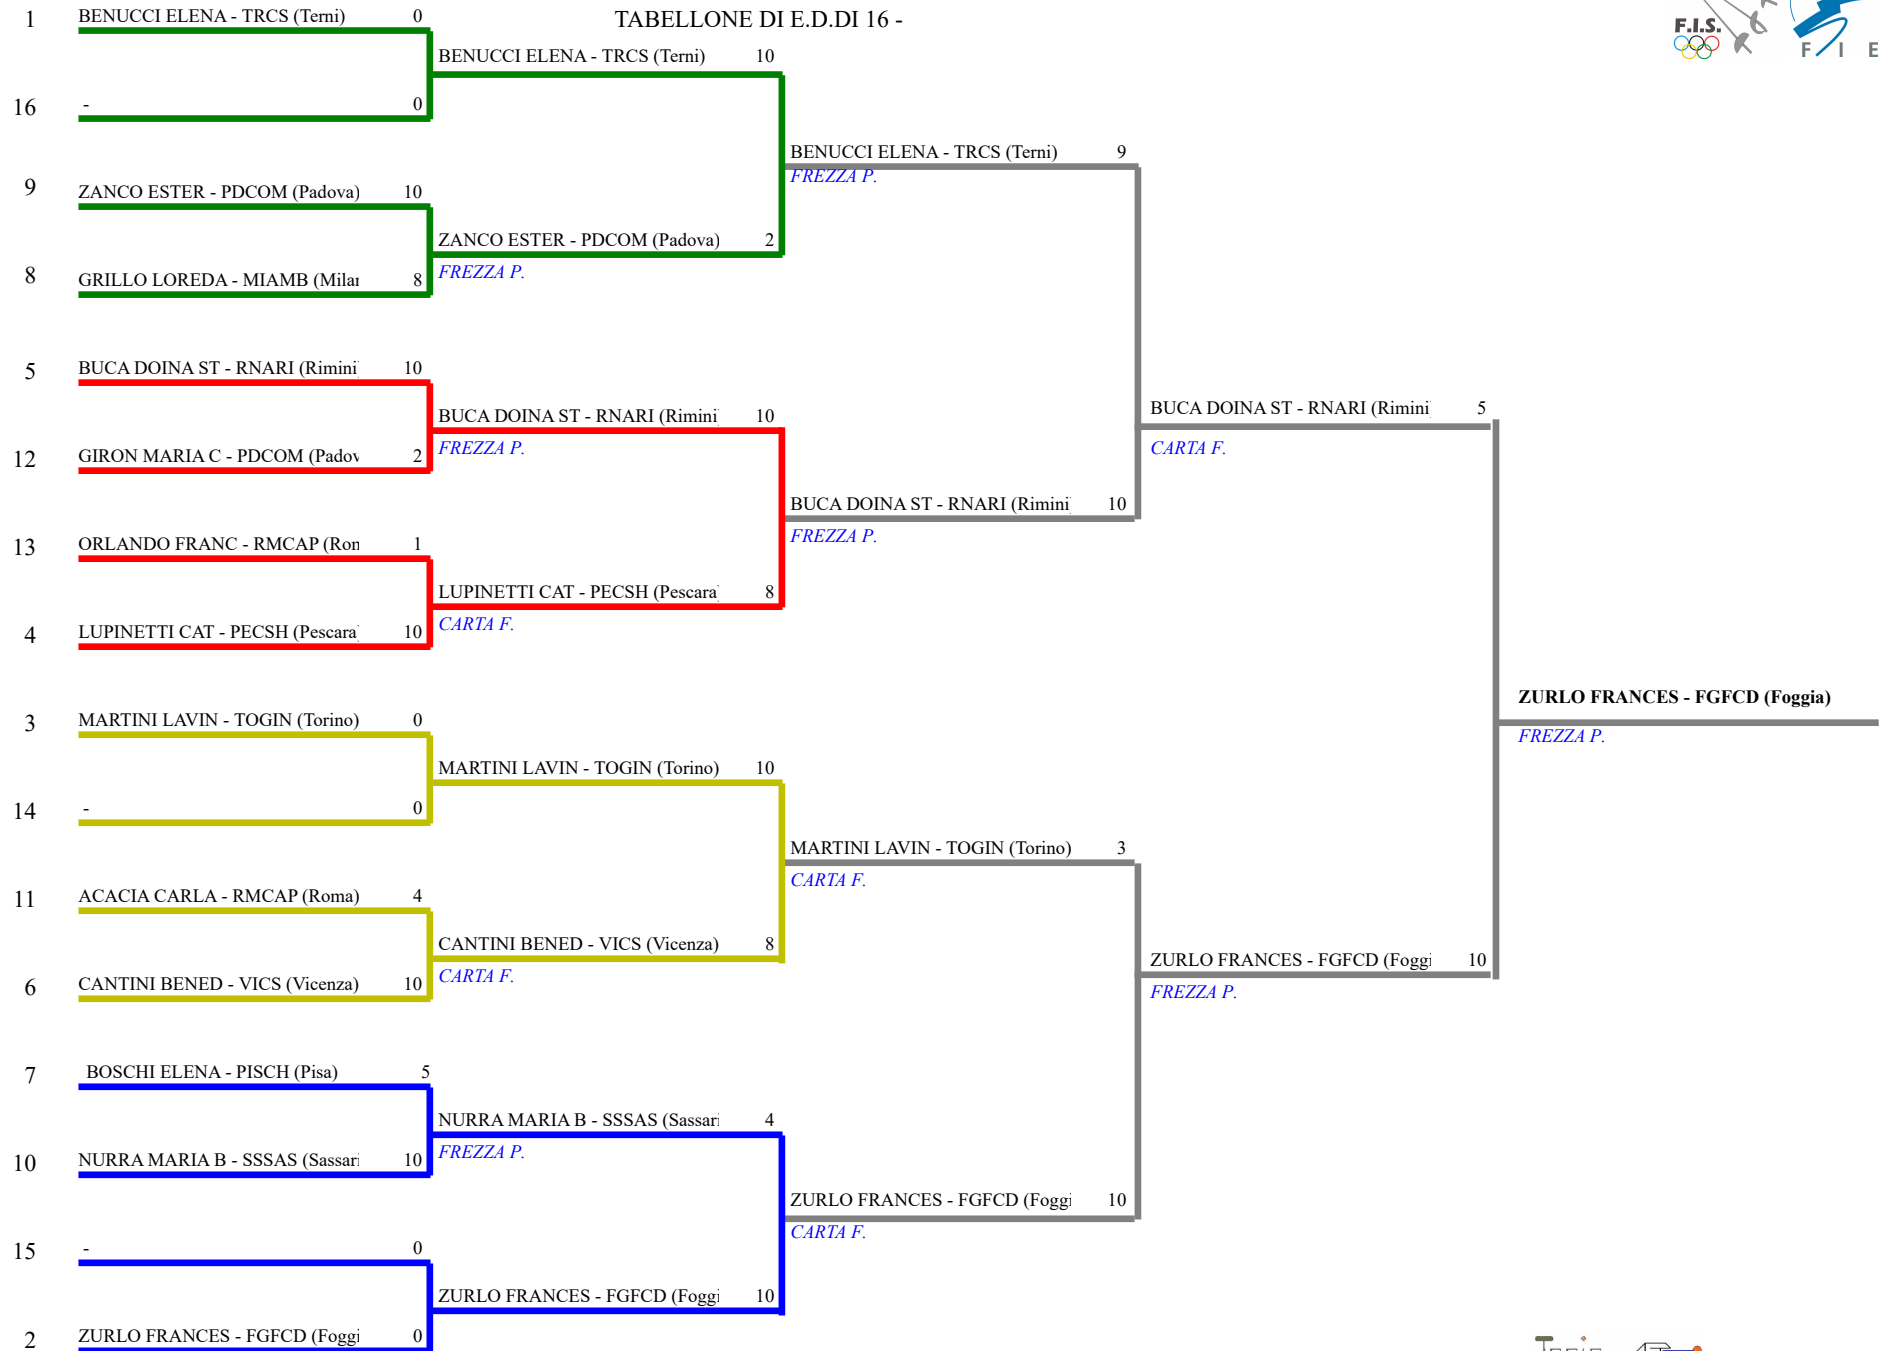 TABELLONE DI E.D.DI 16 -
F.I.S.
F I E
1 BENUCCI ELENA - TRCS (Terni) 0
BENUCCI ELENA - TRCS (Terni) 10
16 - 0
BENUCCI ELENA - TRCS (Terni) 9
FREZZA P.
9 ZANCO ESTER - PDCOM (Padova) 10
ZANCO ESTER - PDCOM (Padova) 2
FREZZA P.
8 GRILLO LOREDA - MIAMB (Milar 8
5 BUCA DOINA ST - RNARI (Rimini 10
BUCA DOINA ST - RNARI (Rimini 10
FREZZA P.
BUCA DOINA ST - RNARI (Rimini 5
CARTA F.
12 GIRON MARIA C - PDCOM (Padov 2
BUCA DOINA ST - RNARI (Rimini 10
FREZZA P.
13 ORLANDO FRANC - RMCAP (Ron 1
LUPINETTI CAT - PECSH (Pescara 8
CARTA F.
4 LUPINETTI CAT - PECSH (Pescara 10
ZURLO FRANCES - FGFCD (Foggia)
FREZZA P.
3 MARTINI LAVIN - TOGIN (Torino) 0
MARTINI LAVIN - TOGIN (Torino) 10
14 - 0
MARTINI LAVIN - TOGIN (Torino) 3
CARTA F.
11 ACACIA CARLA - RMCAP (Roma) 4
CANTINI BENED - VICS (Vicenza) 8
CARTA F.
ZURLO FRANCES - FGFCD (Foggi 10
FREZZA P.
6 CANTINI BENED - VICS (Vicenza) 10
7 BOSCHI ELENA - PISCH (Pisa) 5
NURRA MARIA B - SSSAS (Sassari 4
FREZZA P.
10 NURRA MARIA B - SSSAS (Sassari 10
ZURLO FRANCES - FGFCD (Foggi 10
CARTA F.
15 - 0
ZURLO FRANCES - FGFCD (Foggi 10
2 ZURLO FRANCES - FGFCD (Foggi 0